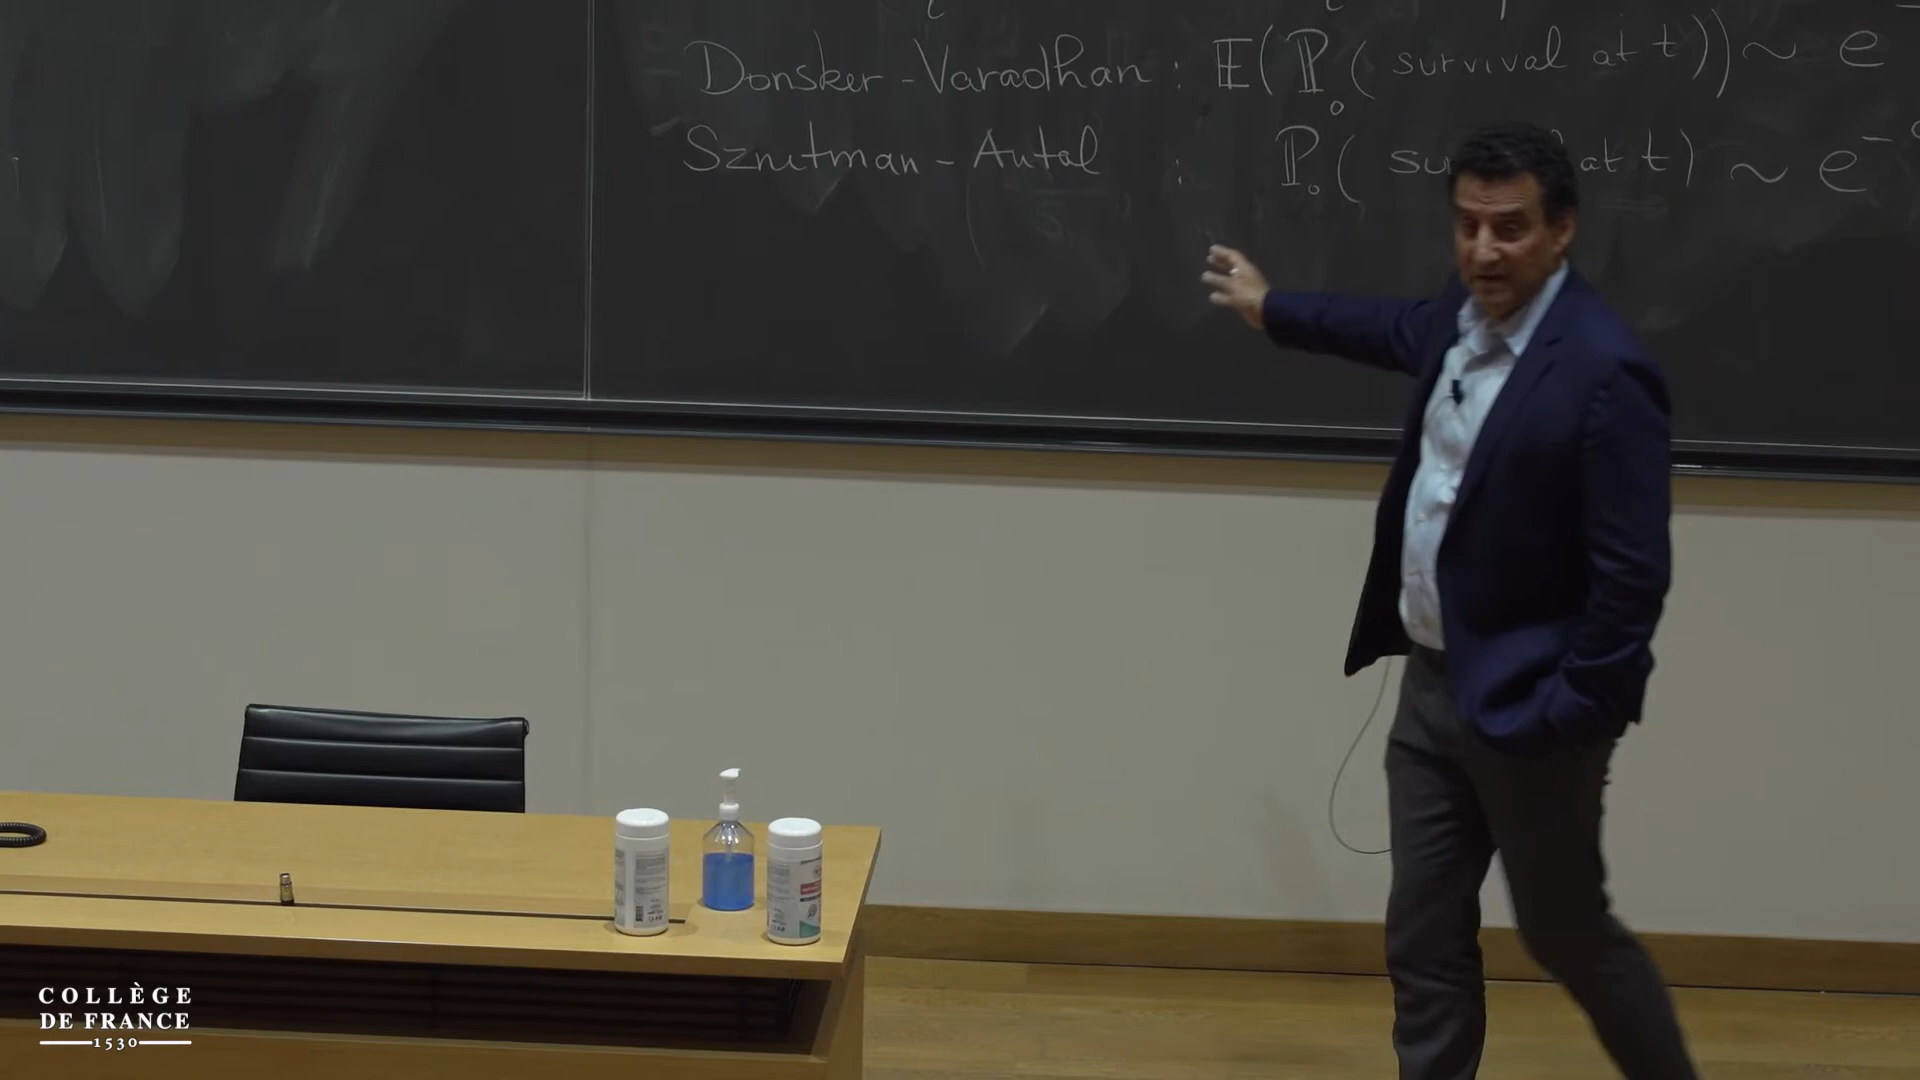 Donsker-Varadhan : 𝔼(ℙ₀( survival at t)) ~ e⁻
Sznitman - Antal : ℙ₀( su at t) ~ e⁻
COLLÈGE
DE FRANCE
1530